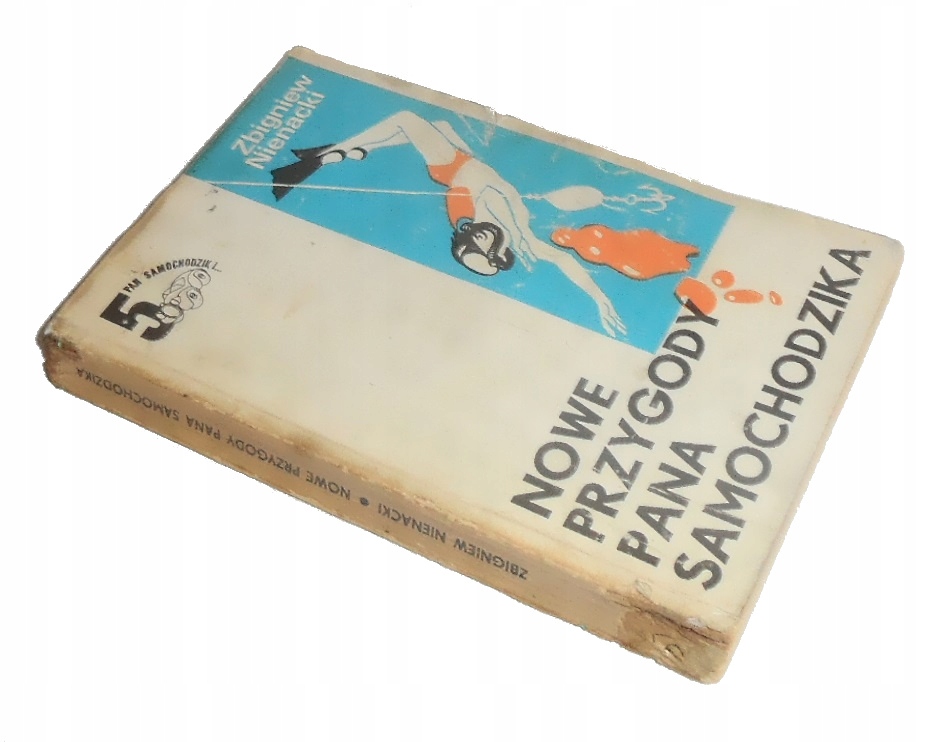 Zbigniew
Nienacki
PAN SAMOCHODZIK I...
5
NOWE
PRZYGODY
PANA
SAMOCHODZIKA
ZBIGNIEW NIENACKI • NOWE PRZYGODY PANA SAMOCHODZIKA